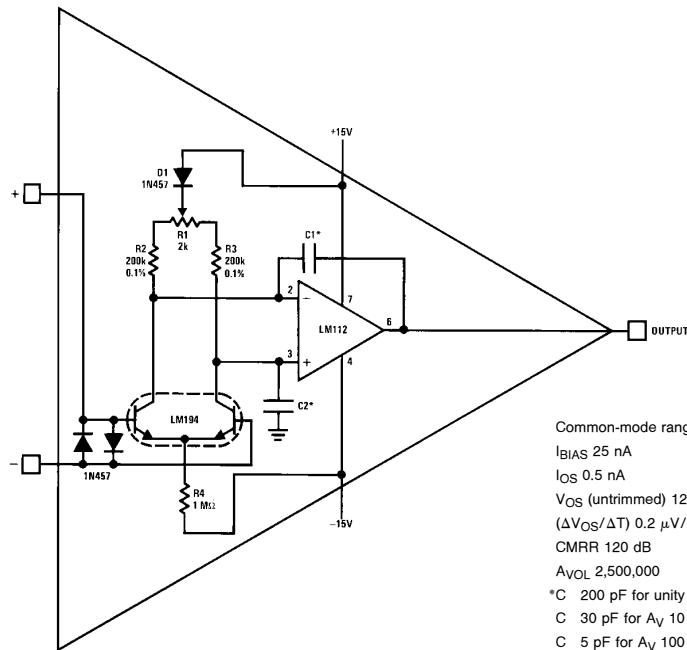 +15V
D1
1N457
+
R1
2k
R2
200k
0.1%
R3
200k
0.1%
C1*
2
−
7
LM112
6
OUTPUT
3
+
4
C2*
LM194
−
1N457
R4
1 MΩ
−15V
Common-mode rang
IBIAS 25 nA
IOS 0.5 nA
VOS (untrimmed) 12
(ΔVOS/ΔT) 0.2 μV/
CMRR 120 dB
AVOL 2,500,000
*C 200 pF for unity
C 30 pF for AV 10
C 5 pF for AV 100